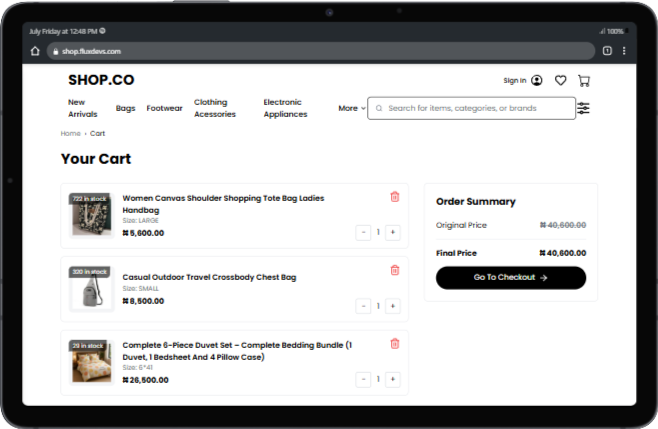 July Friday at 12:48 PM
100%
shop.fluxdevs.com
1
SHOP.CO
Sign in
New Arrivals
Bags
Footwear
Clothing Acessories
Electronic Appliances
More
Search for items, categories, or brands
Home › Cart
Your Cart
722 in stock
Women Canvas Shoulder Shopping Tote Bag Ladies
Handbag
Size: LARGE
₦5,600.00
- 1 +
320 in stock
Casual Outdoor Travel Crossbody Chest Bag
Size: SMALL
₦8,500.00
- 1 +
29 in stock
Complete 6-Piece Duvet Set – Complete Bedding Bundle (1
Duvet, 1 Bedsheet And 4 Pillow Case)
Size: 6*41
₦26,500.00
- 1 +
Order Summary
Original Price ₦40,600.00
Final Price ₦40,600.00
Go To Checkout →